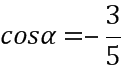 cosα = - 3/5